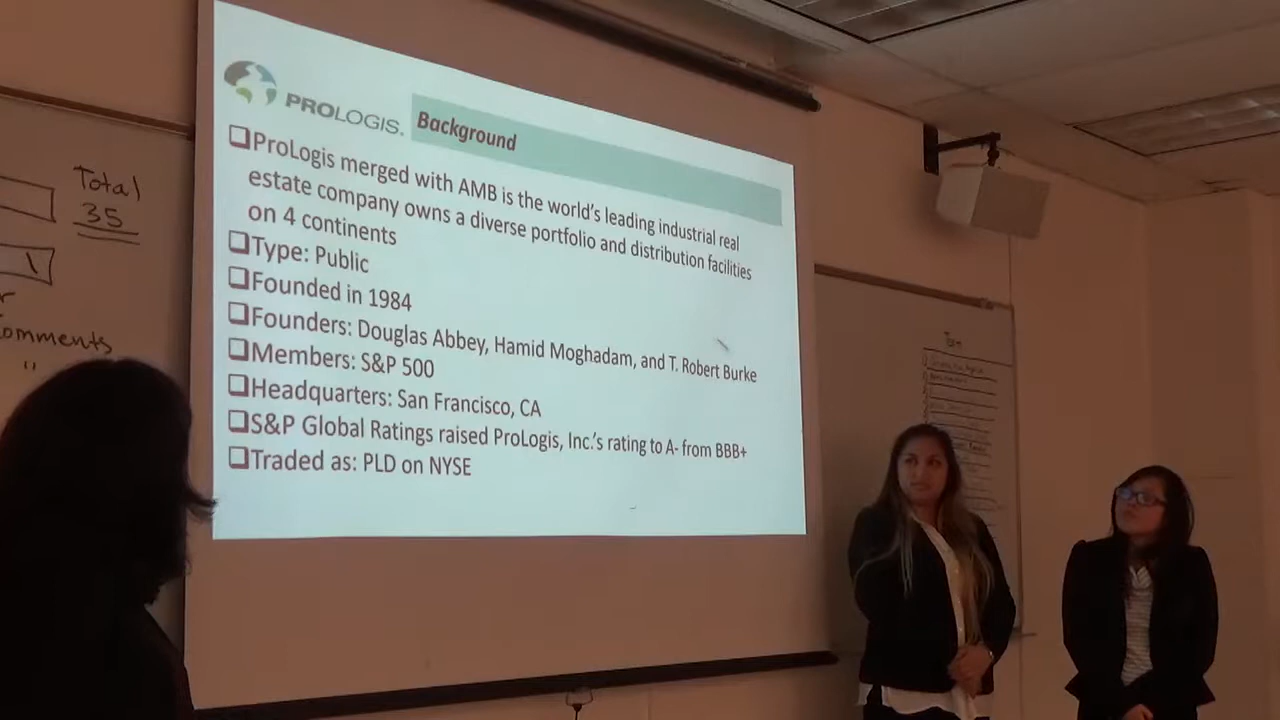 PROLOGIS.
Background
ProLogis merged with AMB is the world's leading industrial real
estate company owns a diverse portfolio and distribution facilities
on 4 continents
Type: Public
Founded in 1984
Founders: Douglas Abbey, Hamid Moghadam, and T. Robert Burke
Members: S&P 500
Headquarters: San Francisco, CA
S&P Global Ratings raised ProLogis, Inc.'s rating to A- from BBB+
Traded as: PLD on NYSE
Total
35
omments
"